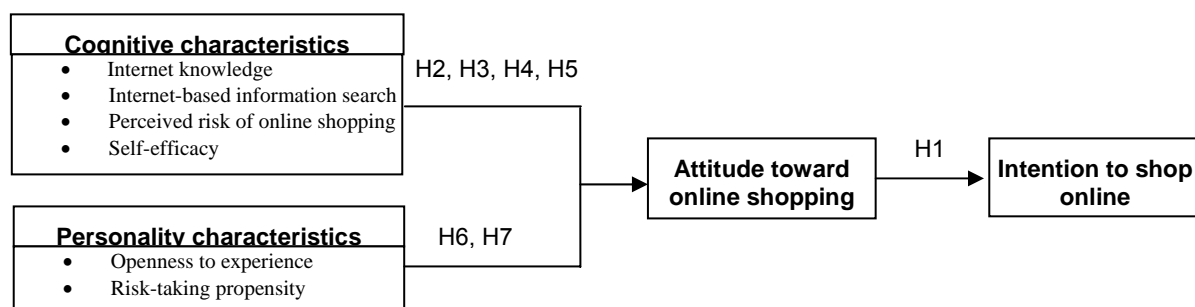 Cognitive characteristics
• Internet knowledge
• Internet-based information search
• Perceived risk of online shopping
• Self-efficacy
H2, H3, H4, H5
Personality characteristics
• Openness to experience
• Risk-taking propensity
H6, H7
Attitude toward
online shopping
H1
Intention to shop
online